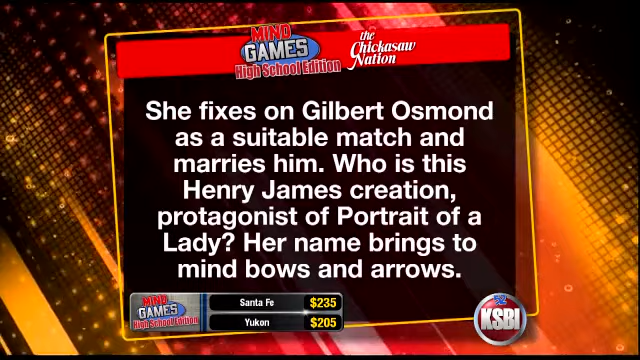 MIND
GAMES
High School Edition
the
Chickasaw
Nation
She fixes on Gilbert Osmond
as a suitable match and
marries him. Who is this
Henry James creation,
protagonist of Portrait of a
Lady? Her name brings to
mind bows and arrows.
MIND
GAMES
High School Edition
Santa Fe $235
Yukon $205
52
KSBI